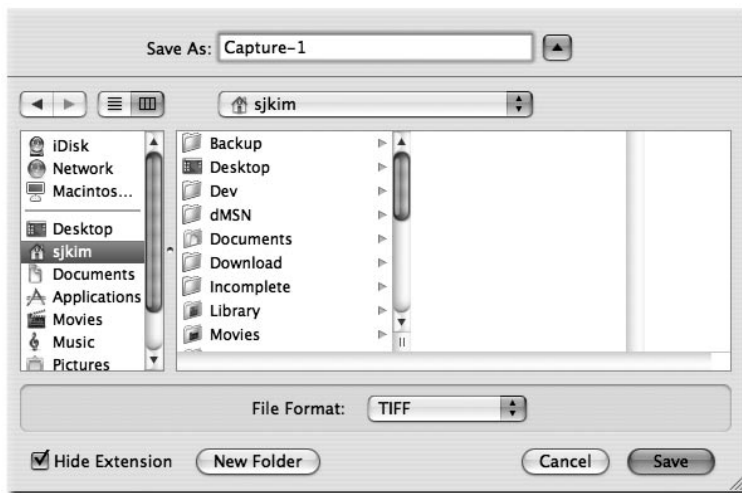 Save As: Capture-1
sjkim
iDisk
Network
Macintos...
Desktop
sjkim
Documents
Applications
Movies
Music
Pictures
Backup
Desktop
Dev
dMSN
Documents
Download
Incomplete
Library
Movies
File Format: TIFF
Hide Extension
New Folder
Cancel
Save